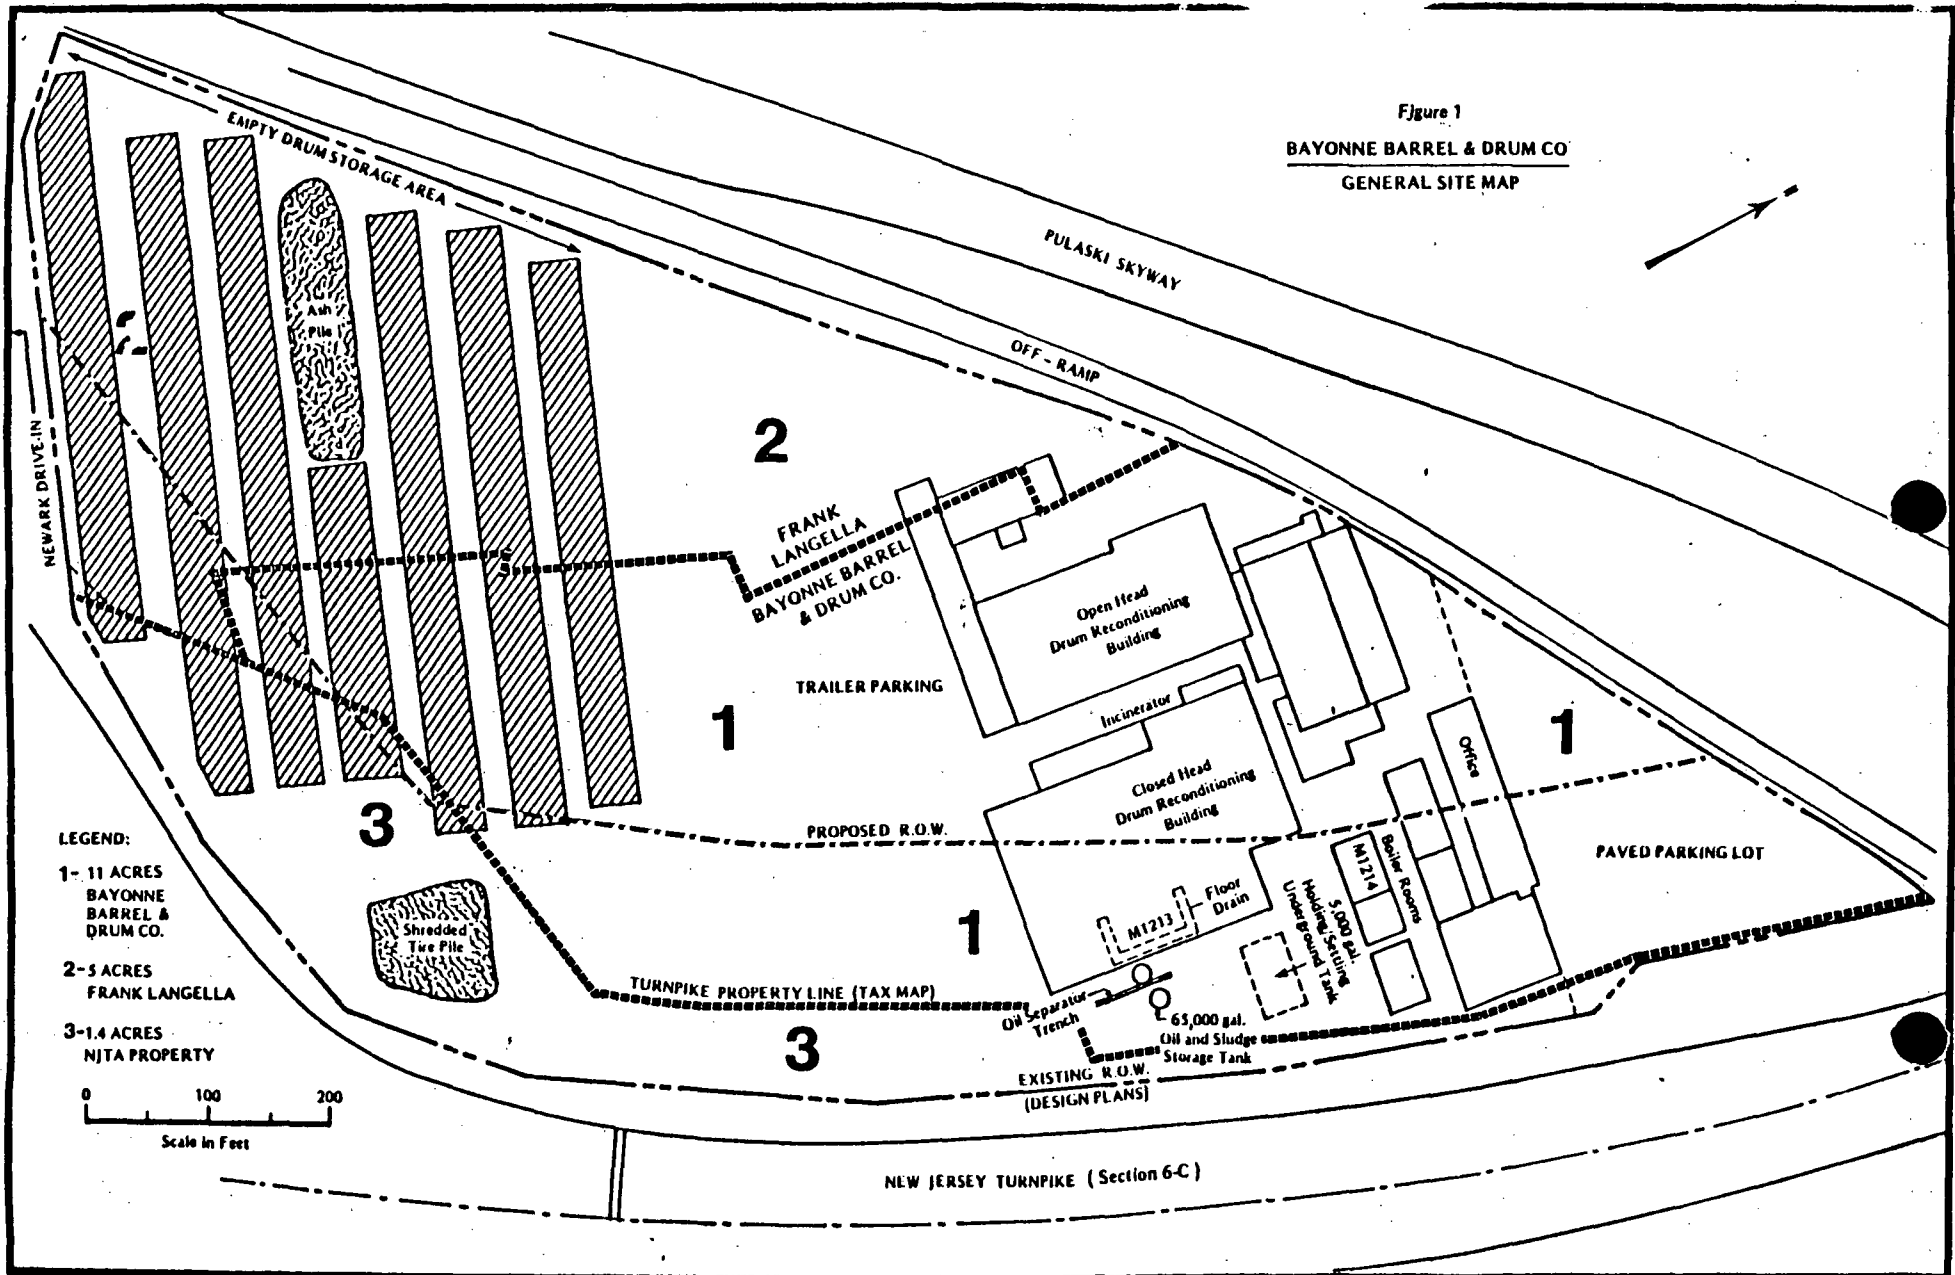 Figure 1
BAYONNE BARREL & DRUM CO
GENERAL SITE MAP
EMPTY DRUM STORAGE AREA
PULASKI SKYWAY
OFF - RAMP
Ash
Pile
NEWARK DRIVE-IN
2
FRANK
LANGELLA
BAYONNE BARREL
& DRUM CO.
Open Head
Drum Reconditioning
Building
TRAILER PARKING
1
Incinerator
Closed Head
Drum Reconditioning
Building
Office
1
3
PROPOSED R.O.W.
PAVED PARKING LOT
M1214
Boiler Rooms
5,000 gal.
Holding/Settling
Underground Tank
Floor
Drain
M1213
1
Shredded
Tire Pile
TURNPIKE PROPERTY LINE (TAX MAP)
Oil Separator
Trench
65,000 gal.
Oil and Sludge
Storage Tank
3
EXISTING R.O.W.
(DESIGN PLANS)
LEGEND:
1- 11 ACRES
BAYONNE
BARREL &
DRUM CO.
2-5 ACRES
FRANK LANGELLA
3-1.4 ACRES
NJTA PROPERTY
0 100 200
Scale in Feet
NEW JERSEY TURNPIKE ( Section 6-C )